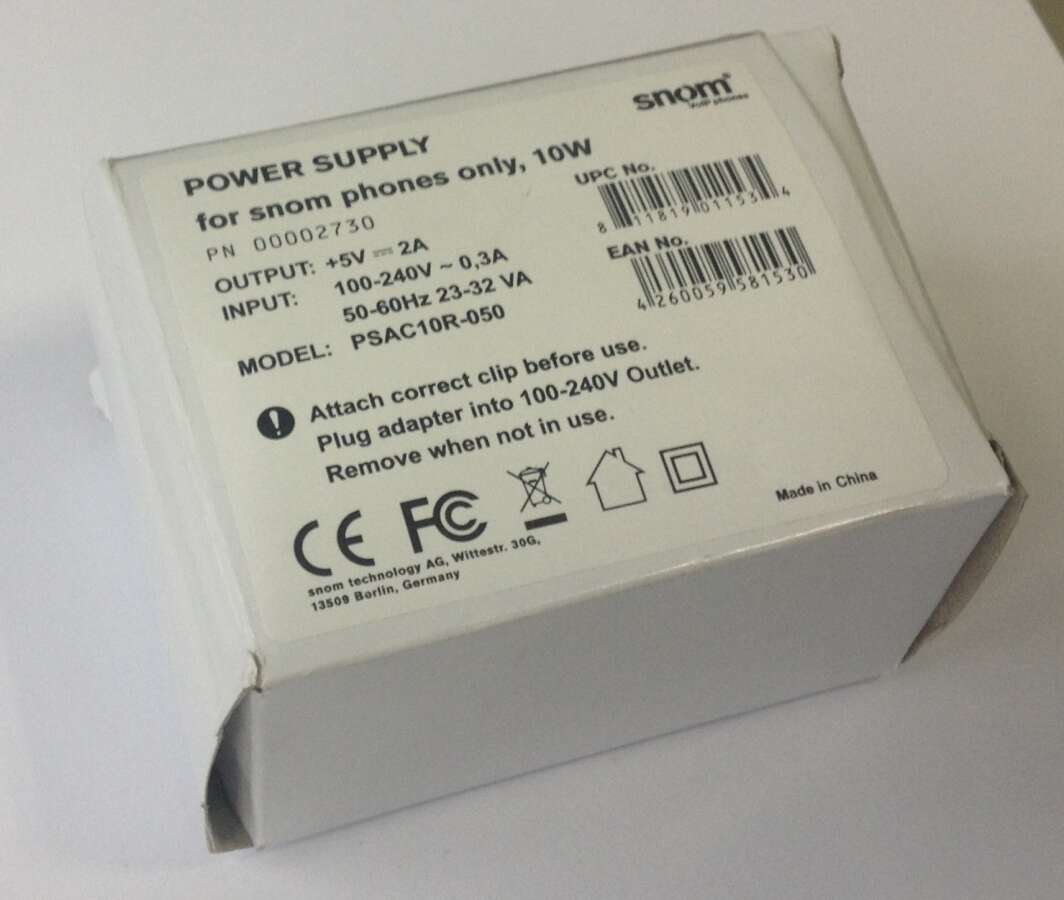 snom
VoIP phones
POWER SUPPLY
for snom phones only, 10W
PN 00002730
UPC No.
8 11819 01153 4
OUTPUT: +5V ⎓ 2A
INPUT: 100-240V ~ 0,3A
50-60Hz 23-32 VA
EAN No.
4 260059 581530
MODEL: PSAC10R-050
! Attach correct clip before use.
Plug adapter into 100-240V Outlet.
Remove when not in use.
CE FC
Made in China
snom technology AG, Wittestr. 30G,
13509 Berlin, Germany